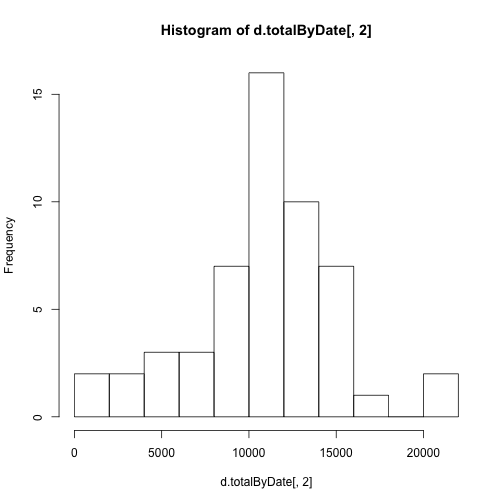 Histogram of d.totalByDate[, 2]
Frequency
15
10
5
0
0 5000 10000 15000 20000
d.totalByDate[, 2]